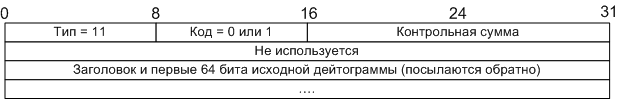 0 8 16 24 31
Тип = 11 Код = 0 или 1 Контрольная сумма
Не используется
Заголовок и первые 64 бита исходной дейтограммы (посылаются обратно)
....